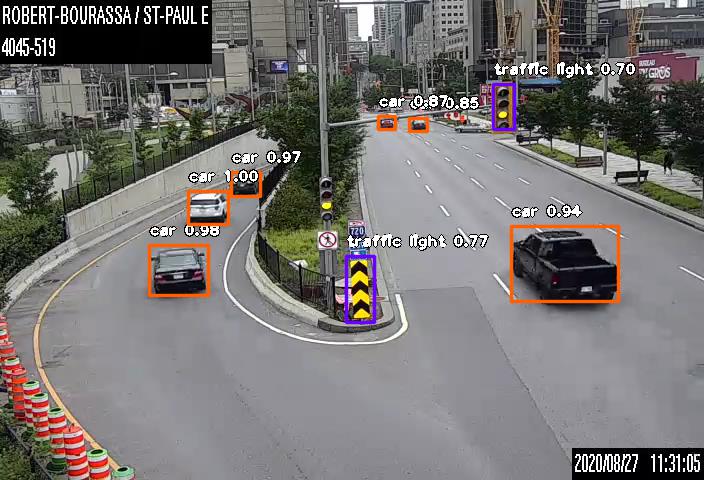 ROBERT-BOURASSA / ST-PAUL E
4045-519
traffic light 0.70
car 0.87
0.85
car 0.97
car 1.00
car 0.98
car 0.94
traffic light 0.77
720
BUREAU
GROS
2020/08/27 11:31:05